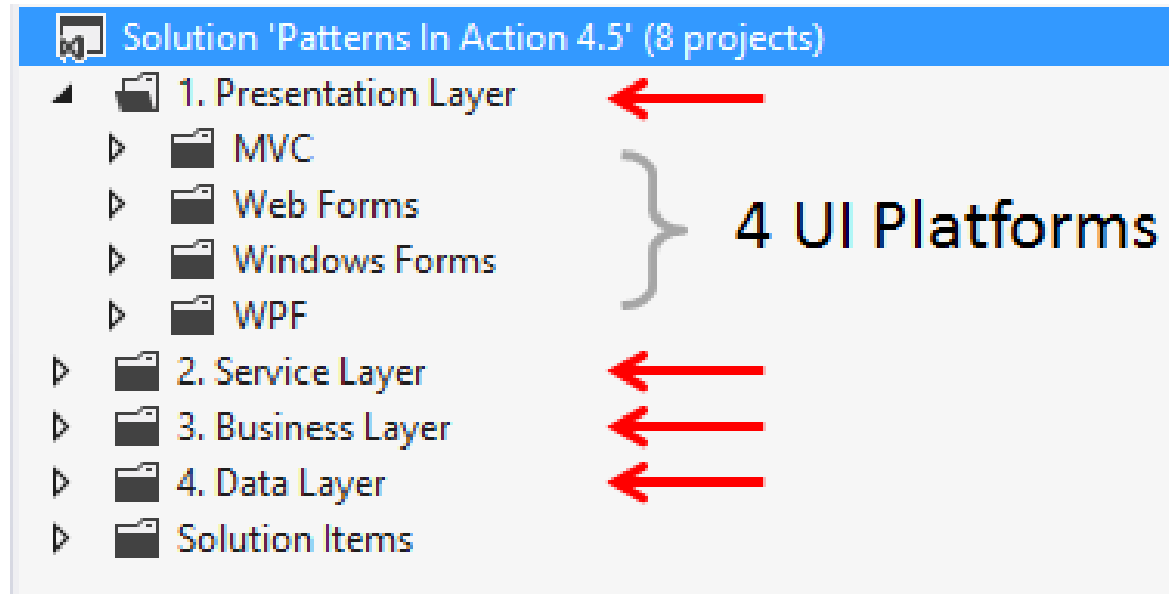 Solution 'Patterns In Action 4.5' (8 projects)
1. Presentation Layer
MVC
Web Forms
4 UI Platforms
Windows Forms
WPF
2. Service Layer
3. Business Layer
4. Data Layer
Solution Items